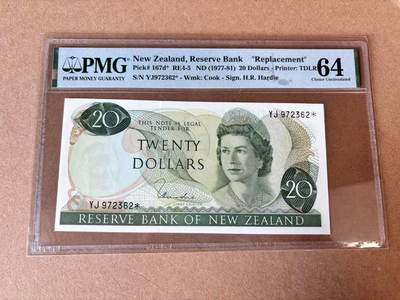 PMG
PAPER MONEY GUARANTY
New Zealand, Reserve Bank "Replacement"
Pick# 167d* RE4-5 ND (1977-81) 20 Dollars - Printer: TDLR
S/N YJ972362* - Wmk: Cook - Sign. H.R. Hardie
64
Choice Uncirculated
20
YJ 972362*
THIS NOTE IS LEGAL
TENDER FOR
TWENTY
DOLLARS
YJ 972362*
20
RESERVE BANK OF NEW ZEALAND